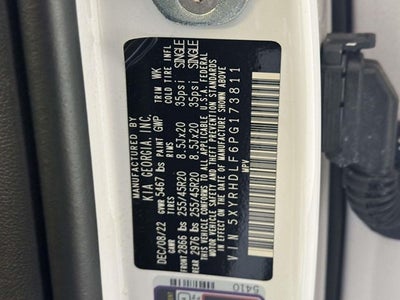 MANUFACTURED BY
KIA GEORGIA, INC.
DEC/08/22 GVWR 5467 lbs PAINT GWP TRIM WK
GAWR TIRES RIMS COLD TIRE INFL
FRONT 2866 lbs 255/45R20 8.5Jx20 35psi SINGLE
REAR 2976 lbs 255/45R20 8.5Jx20 35psi SINGLE
THIS VEHICLE CONFORMS TO ALL APPLICABLE U.S.A. FEDERAL
MOTOR VEHICLE SAFETY AND THEFT PREVENTION STANDARDS
IN EFFECT ON THE DATE OF MANUFACTURE SHOWN ABOVE.
VIN 5XYRHDLF6PG173811
5410